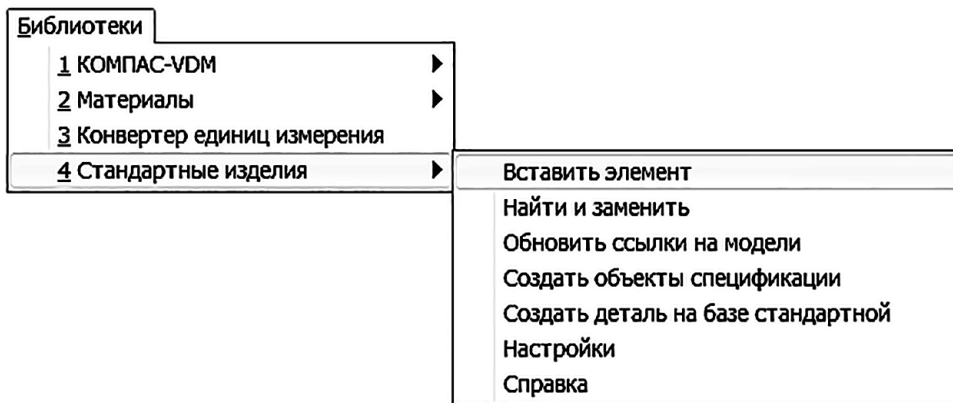 Библиотеки
1 КОМПАС-VDM
2 Материалы
3 Конвертер единиц измерения
4 Стандартные изделия
Вставить элемент
Найти и заменить
Обновить ссылки на модели
Создать объекты спецификации
Создать деталь на базе стандартной
Настройки
Справка